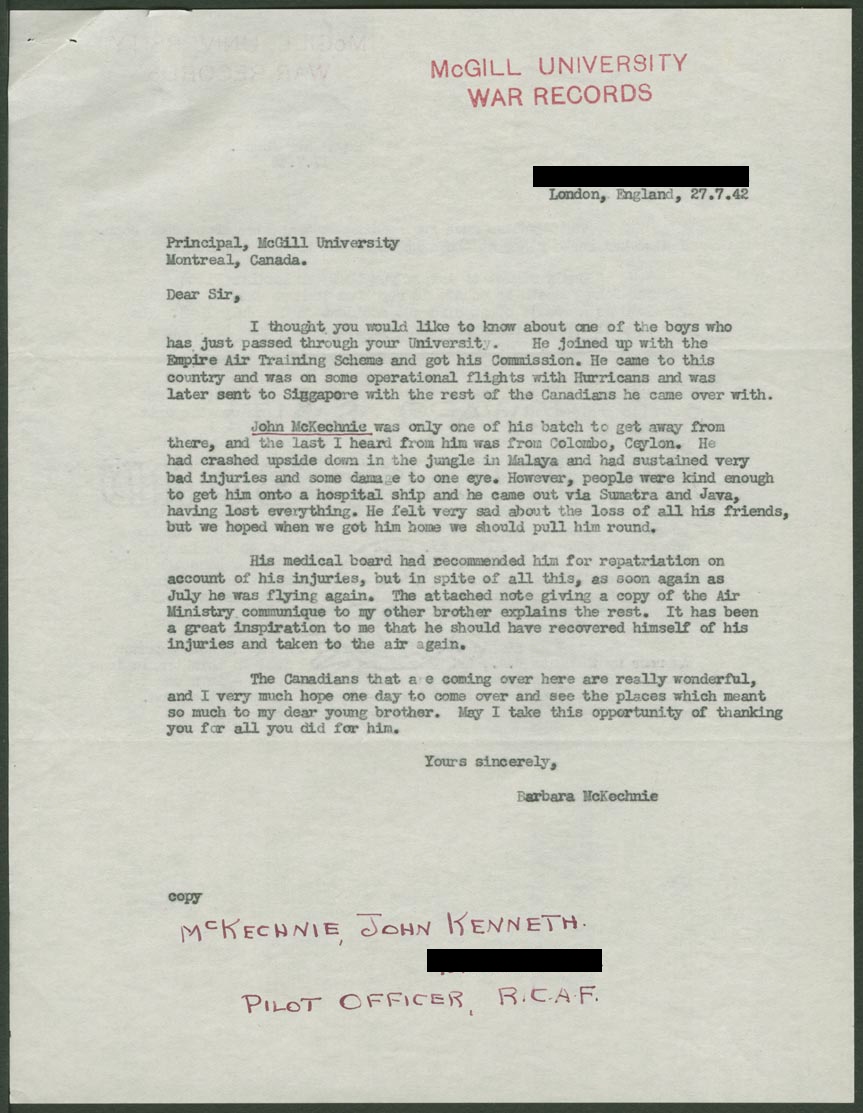 McGILL UNIVERSITY
WAR RECORDS
London, England, 27.7.42
Principal, McGill University
Montreal, Canada.
Dear Sir,
I thought you would like to know about one of the boys who
has just passed through your University. He joined up with the
Empire Air Training Scheme and got his Commission. He came to this
country and was on some operational flights with Hurricans and was
later sent to Singapore with the rest of the Canadians he came over with.
John McKechnie was only one of his batch to get away from
there, and the last I heard from him was from Colombo, Ceylon. He
had crashed upside down in the jungle in Malaya and had sustained very
bad injuries and some damage to one eye. However, people were kind enough
to get him onto a hospital ship and he came out via Sumatra and Java,
having lost everything. He felt very sad about the loss of all his friends,
but we hoped when we got him home we should pull him round.
His medical board had recommended him for repatriation on
account of his injuries, but in spite of all this, as soon again as
July he was flying again. The attached note giving a copy of the Air
Ministry communique to my other brother explains the rest. It has been
a great inspiration to me that he should have recovered himself of his
injuries and taken to the air again.
The Canadians that are coming over here are really wonderful,
and I very much hope one day to come over and see the places which meant
so much to my dear young brother. May I take this opportunity of thanking
you for all you did for him.
Yours sincerely,
Barbara McKechnie
copy
McKECHNIE, JOHN KENNETH.
PILOT OFFICER, R.C.A.F.